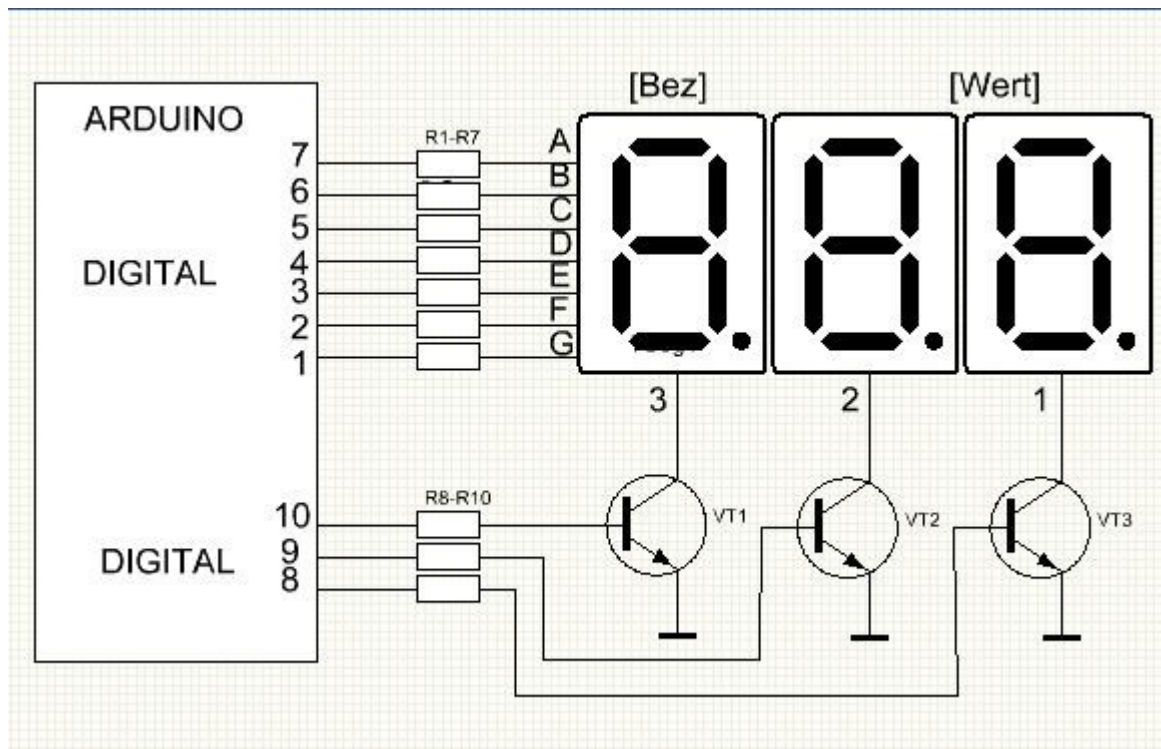 [Bez] [Wert]
ARDUINO
R1-R7
7 A
6 B
5 C
DIGITAL
4 D
3 E
2 F
1 G
3 2 1
R8-R10
10
VT1 VT2 VT3
DIGITAL
9
8